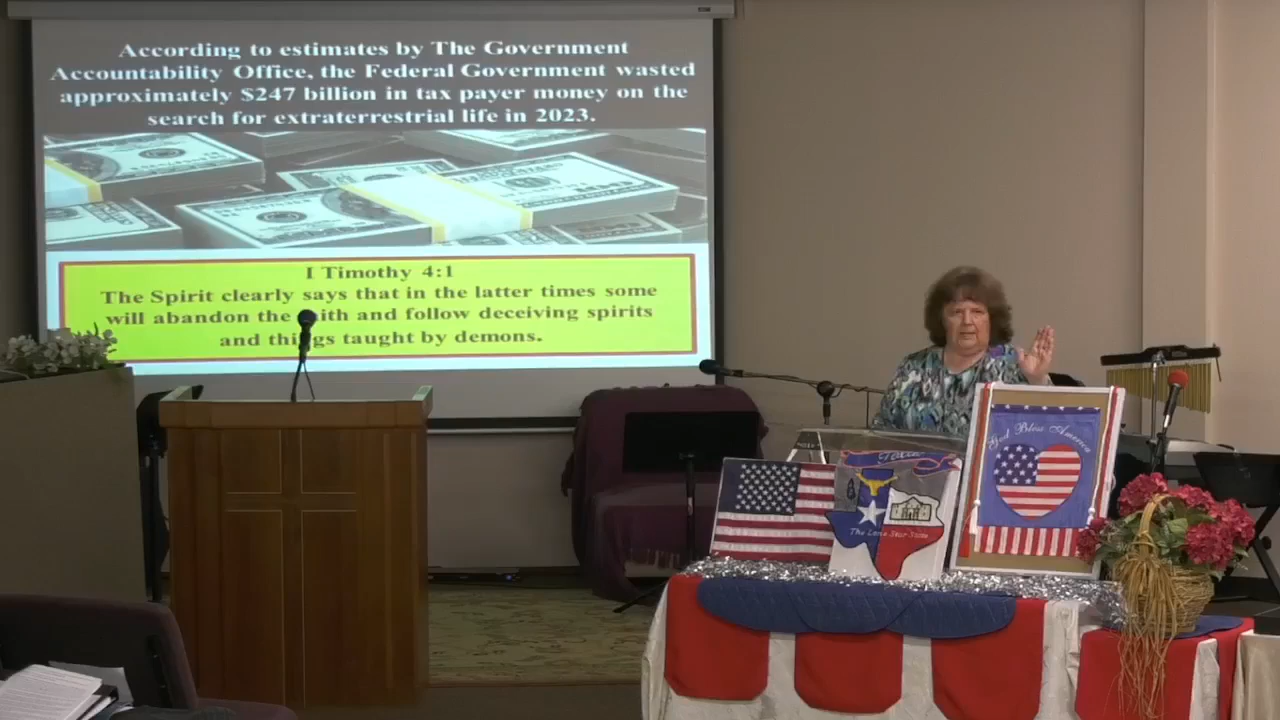 According to estimates by The Government
Accountability Office, the Federal Government wasted
approximately $247 billion in tax payer money on the
search for extraterrestrial life in 2023.
I Timothy 4:1
The Spirit clearly says that in the latter times some
will abandon the faith and follow deceiving spirits
and things taught by demons.
God Bless America
Texas
The Lone Star State